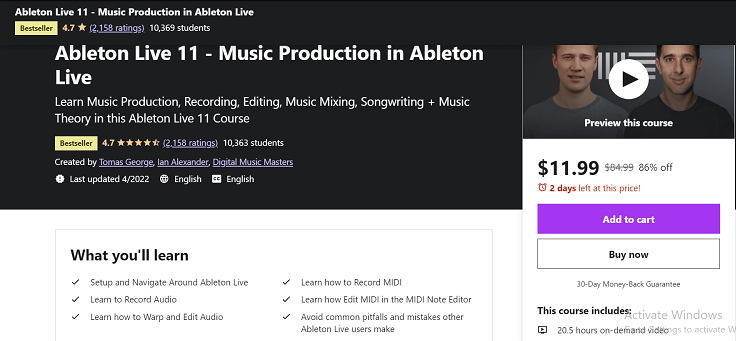 Ableton Live 11 - Music Production in Ableton Live
Bestseller 4.7 (2,158 ratings) 10,369 students
Ableton Live 11 - Music Production in Ableton
Live
Learn Music Production, Recording, Editing, Music Mixing, Songwriting + Music
Theory in this Ableton Live 11 Course
Bestseller 4.7 (2,158 ratings) 10,363 students
Created by Tomas George, Ian Alexander, Digital Music Masters
Last updated 4/2022 English English
Preview this course
$11.99 $84.99 86% off
2 days left at this price!
Add to cart
Buy now
30-Day Money-Back Guarantee
This course includes:
20.5 hours on-demand video
What you'll learn
Setup and Navigate Around Ableton Live
Learn to Record Audio
Learn how to Warp and Edit Audio
Learn how to Record MIDI
Learn how Edit MIDI in the MIDI Note Editor
Avoid common pitfalls and mistakes other
Ableton Live users make
Activate Windows
to activate W